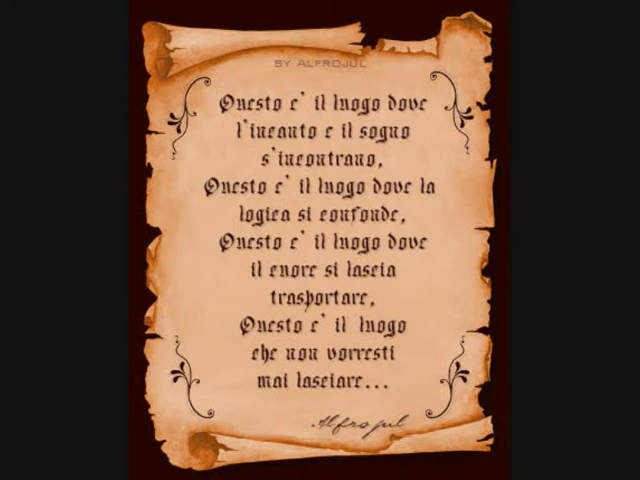 by Alfrojul
Questo e' il luogo dove
l'incanto e il sogno
s'incontrano,
Questo e' il luogo dove la
logica si confonde,
Questo e' il luogo dove
il cuore si lascia
trasportare,
Questo e' il luogo
che non vorresti
mai lasciare...
Alfrojul